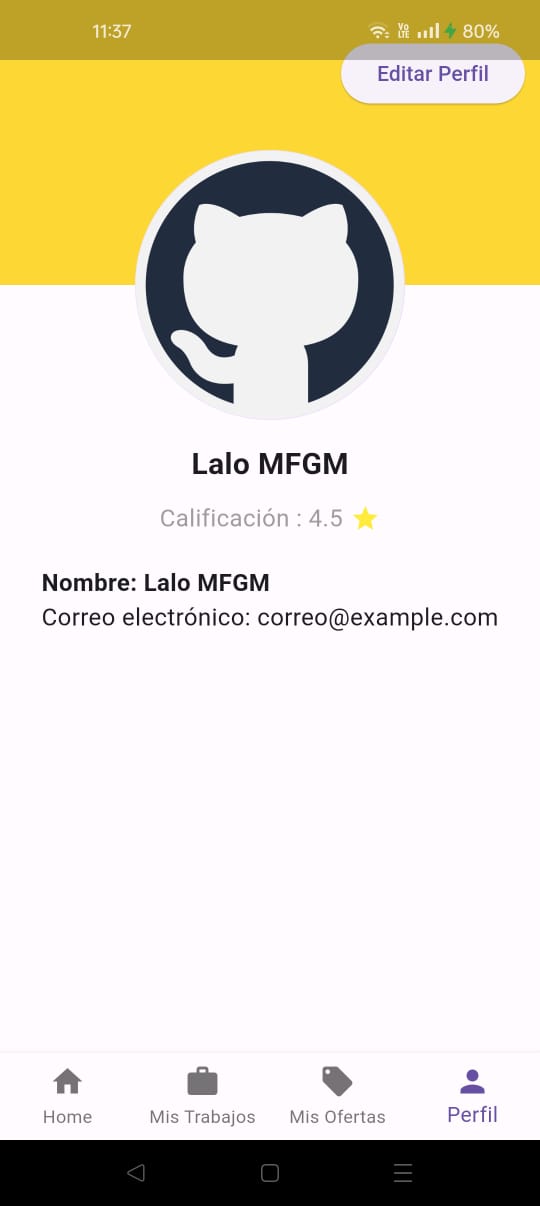 11:37 Vo LTE 80%
Editar Perfil
Lalo MFGM
Calificación : 4.5
Nombre: Lalo MFGM
Correo electrónico: correo@example.com
Home Mis Trabajos Mis Ofertas Perfil